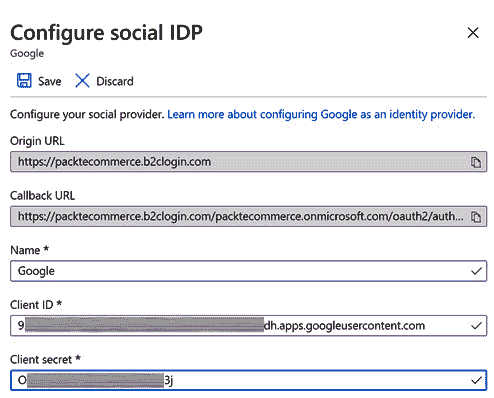 Configure social IDP
Google
Save Discard
Configure your social provider. Learn more about configuring Google as an identity provider.
Origin URL
https://packtecommerce.b2clogin.com
Callback URL
https://packtecommerce.b2clogin.com/packtecommerce.onmicrosoft.com/oauth2/auth...
Name *
Google
Client ID *
9 dh.apps.googleusercontent.com
Client secret *
O 3j